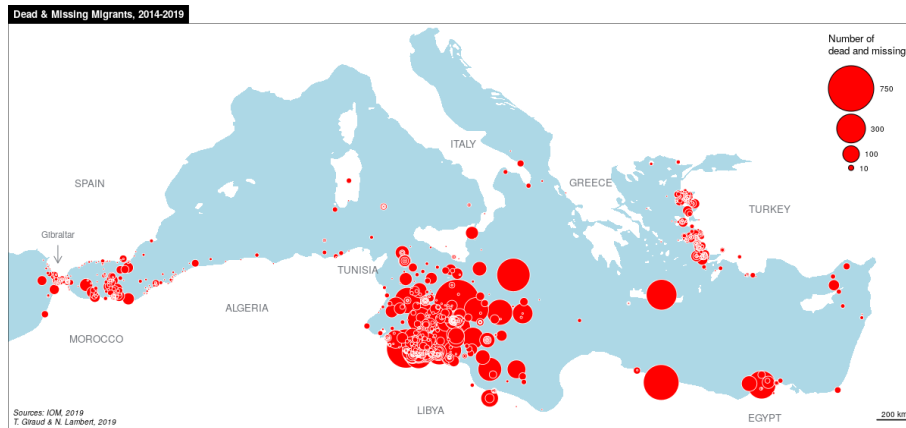 Dead & Missing Migrants, 2014-2019
Number of
dead and missing
750
300
100
10
ITALY
SPAIN
GREECE
TURKEY
Gibraltar
TUNISIA
ALGERIA
MOROCCO
LIBYA
EGYPT
Sources: IOM, 2019
T. Giraud & N. Lambert, 2019
200 km